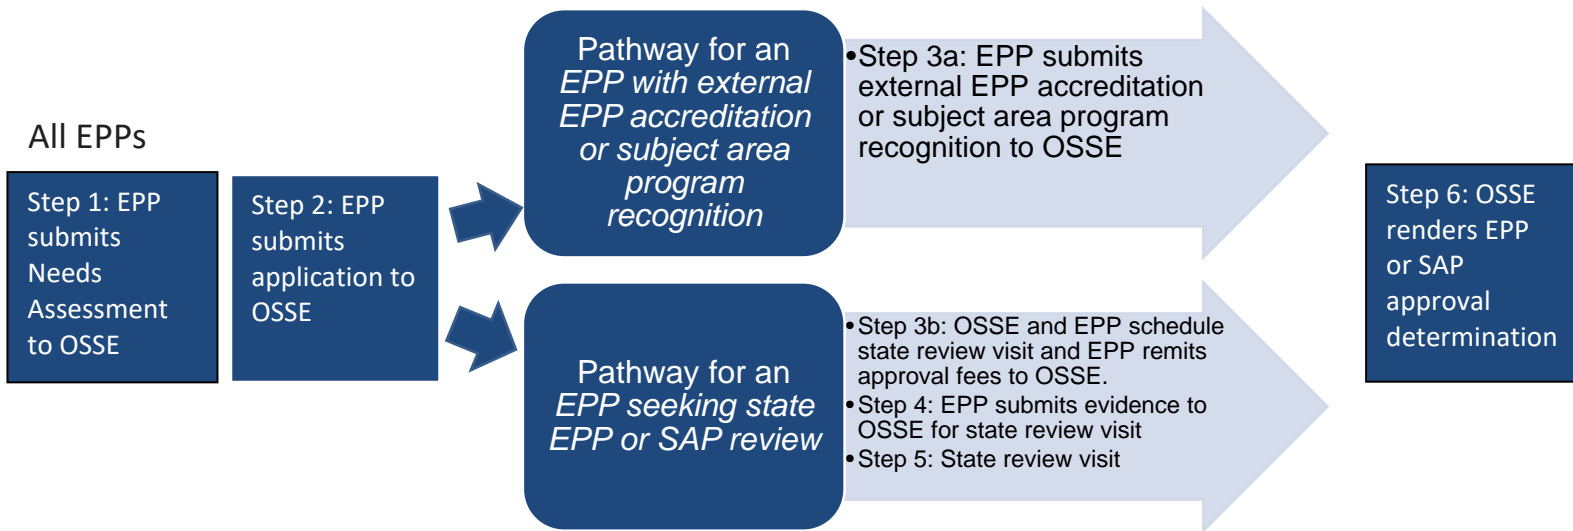 All EPPs
Step 1: EPP
submits
Needs
Assessment
to OSSE
Step 2: EPP
submits
application to
OSSE
Pathway for an
EPP with external
EPP accreditation
or subject area
program
recognition
•Step 3a: EPP submits
external EPP accreditation
or subject area program
recognition to OSSE
Pathway for an
EPP seeking state
EPP or SAP review
•Step 3b: OSSE and EPP schedule
state review visit and EPP remits
approval fees to OSSE.
•Step 4: EPP submits evidence to
OSSE for state review visit
•Step 5: State review visit
Step 6: OSSE
renders EPP
or SAP
approval
determination